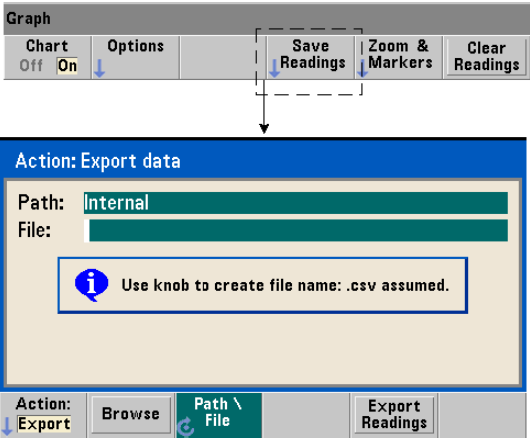 Graph
Chart Options Save Zoom & Clear
Off On Readings Markers Readings
Action: Export data
Path: Internal
File:
i Use knob to create file name: .csv assumed.
Action: Browse Path \ Export
Export File Readings